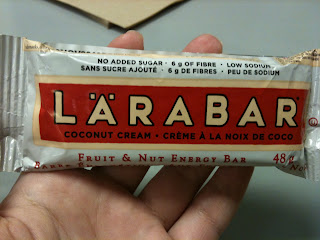 NO ADDED SUGAR • 6 g OF FIBRE • LOW SODIUM
SANS SUCRE AJOUTÉ • 6 g DE FIBRES • PEU DE SODIUM
LÄRABAR
COCONUT CREAM • CRÈME À LA NOIX DE COCO
FRUIT & NUT ENERGY BAR 48 g
BARRE